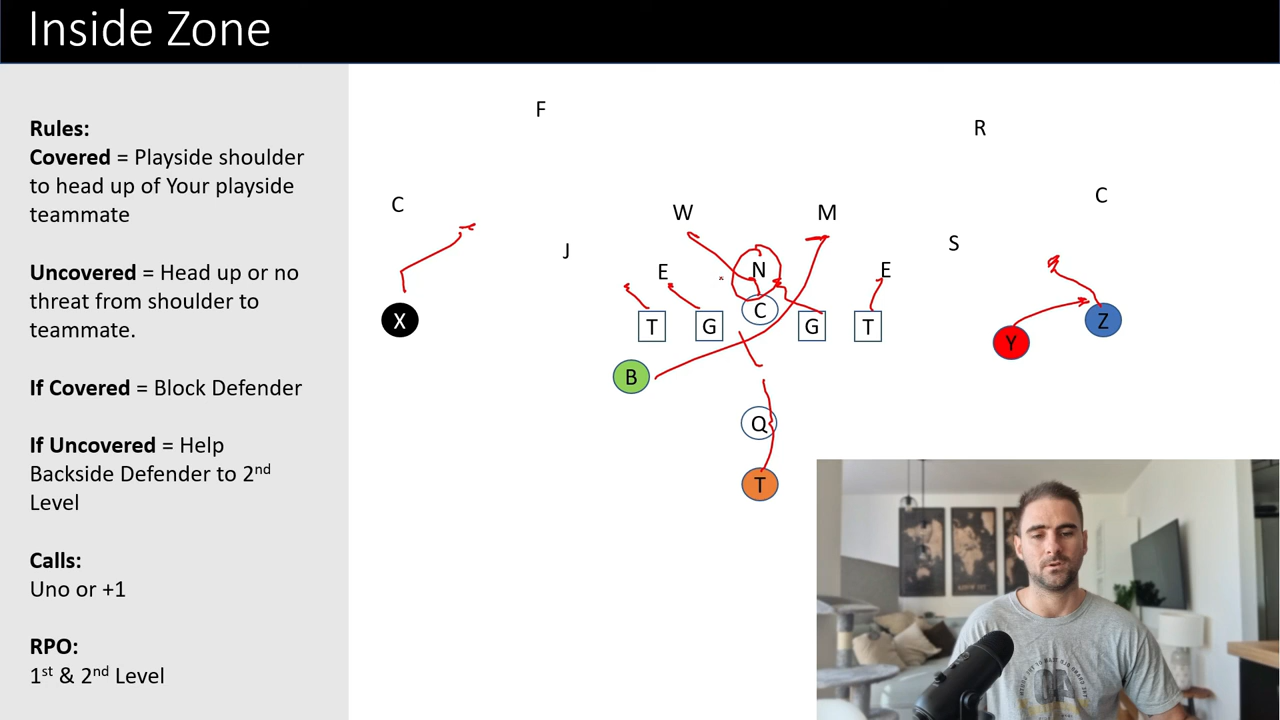 Inside Zone
Rules:
Covered = Playside shoulder
to head up of Your playside
teammate
Uncovered = Head up or no
threat from shoulder to
teammate.
If Covered = Block Defender
If Uncovered = Help
Backside Defender to 2nd
Level
Calls:
Uno or +1
RPO:
1st & 2nd Level
F
R
C
C
W
M
J
S
E
N
E
X
T
G
C
G
T
Z
Y
B
Q
T